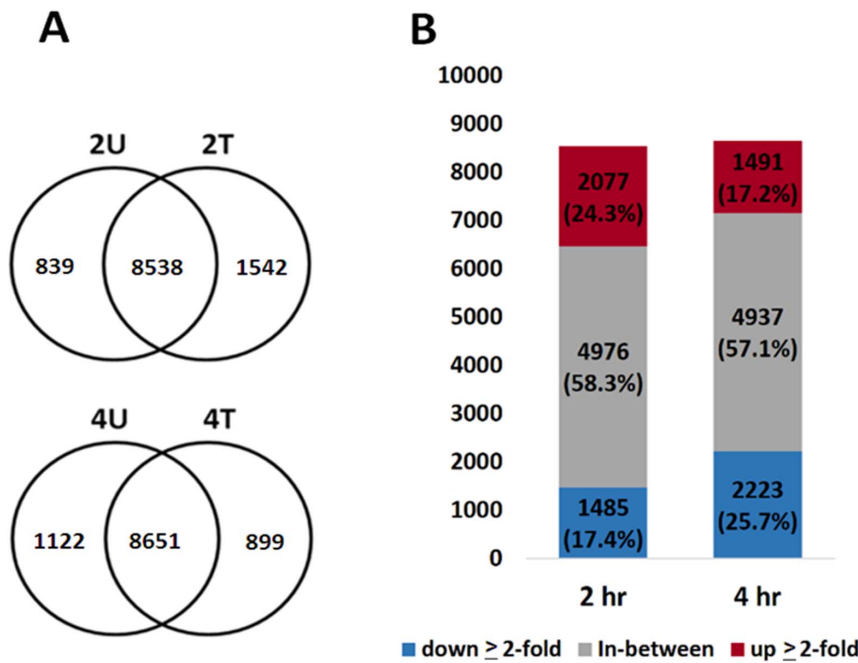 A
2U 2T
839 8538 1542
4U 4T
1122 8651 899
B
10000
9000
8000
7000
6000
5000
4000
3000
2000
1000
0
2077
(24.3%)
4976
(58.3%)
1485
(17.4%)
1491
(17.2%)
4937
(57.1%)
2223
(25.7%)
2 hr 4 hr
down ≥ 2-fold In-between up ≥ 2-fold